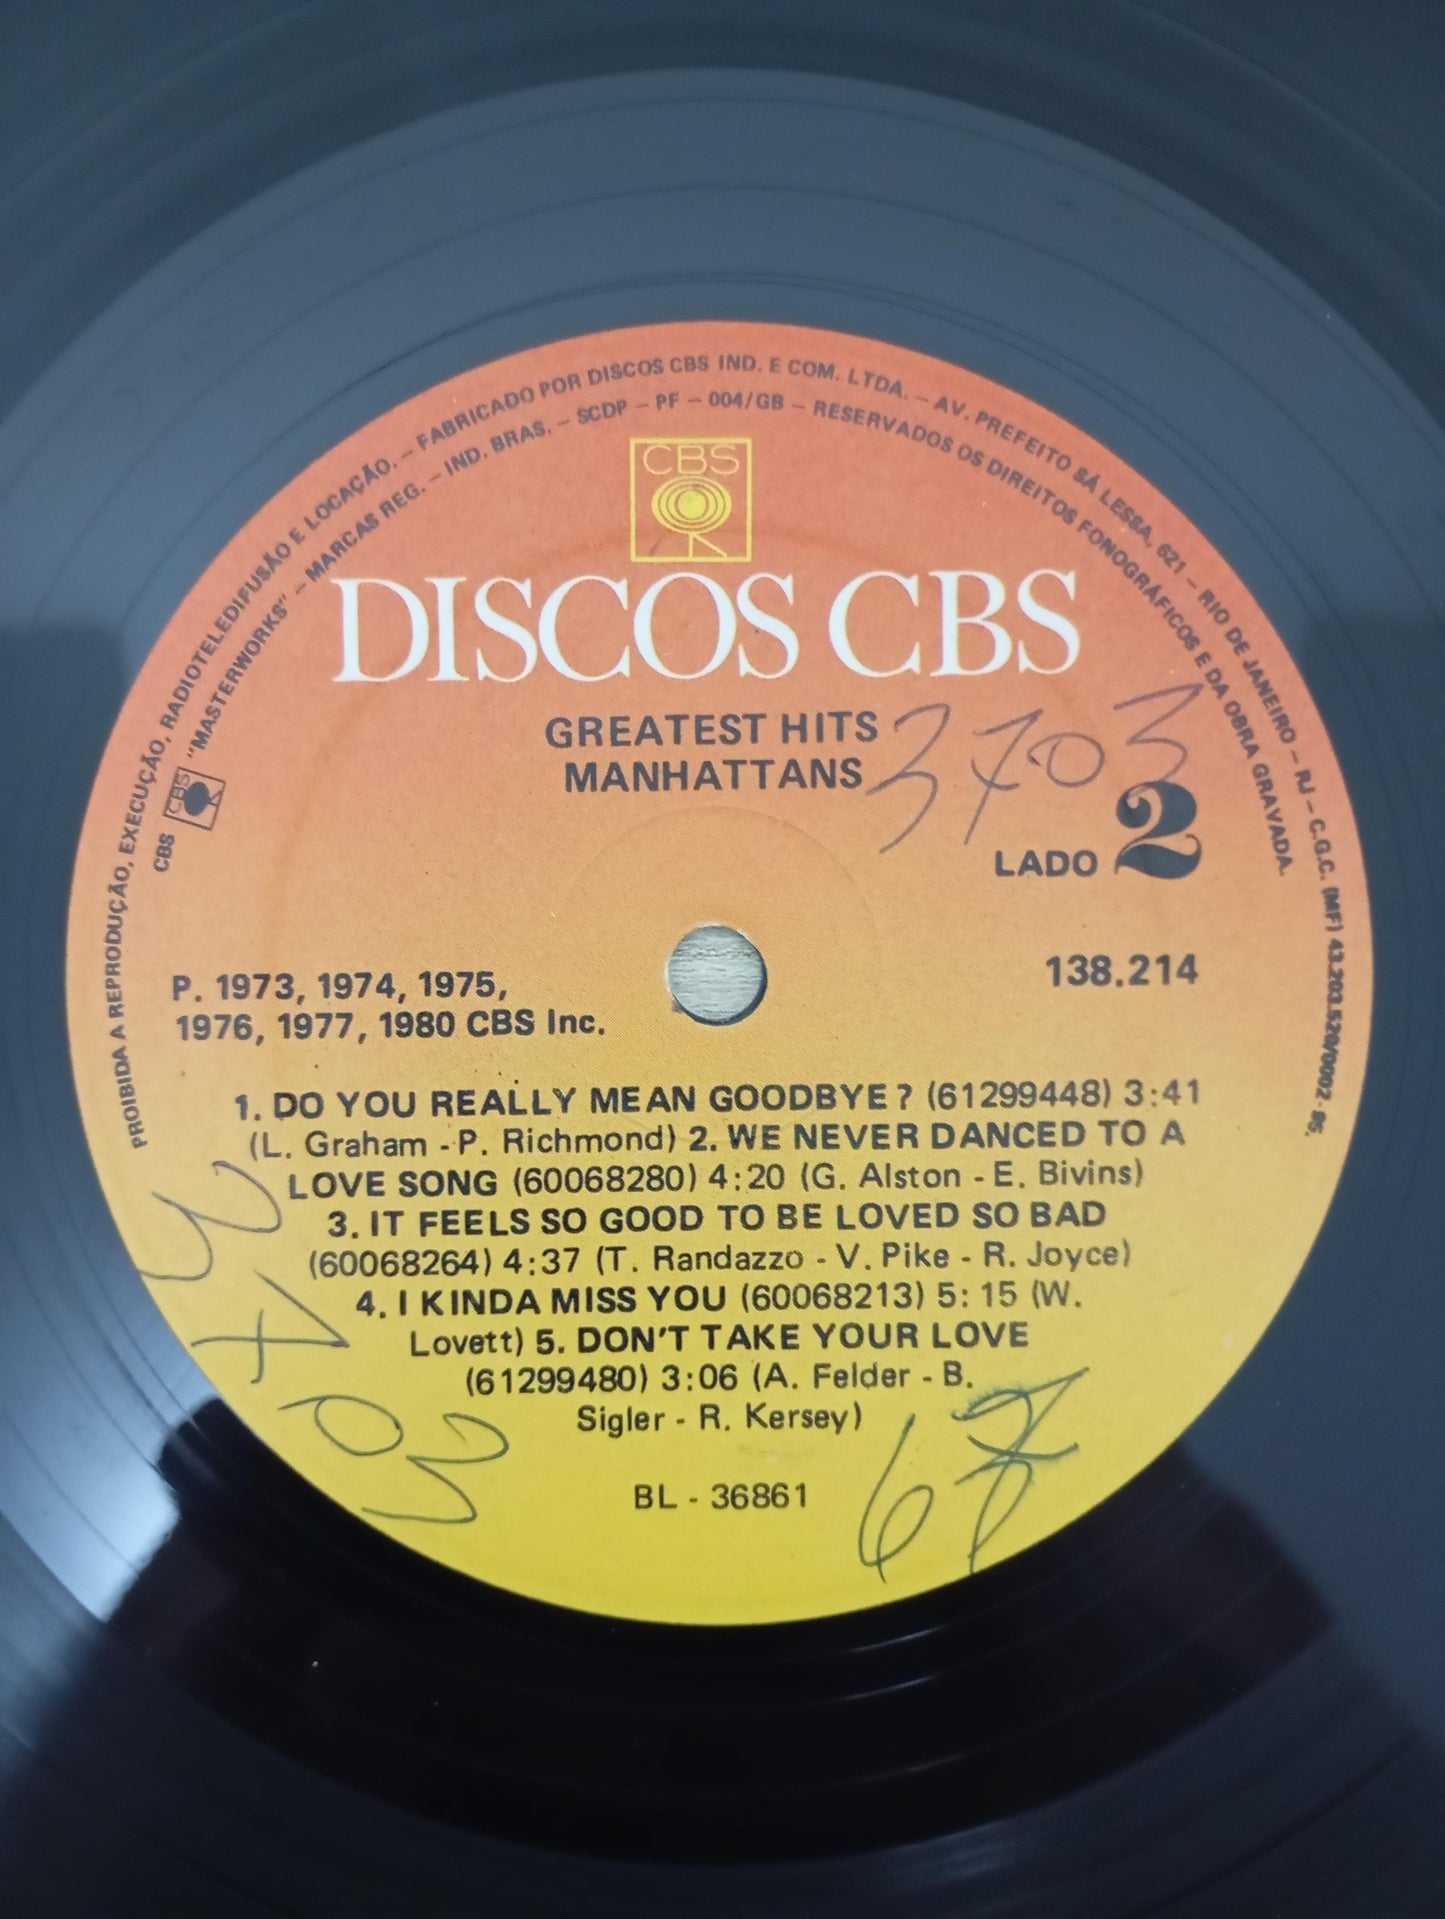 PROIBIDA A REPRODUÇÃO, EXECUÇÃO, RADIOTELEDIFUSÃO E LOCAÇÃO. – FABRICADO POR DISCOS CBS IND. E COM. LTDA. – AV. PREFEITO SÁ LESSA, 621 – RIO DE JANEIRO – RJ – C.G.C. (MF) 43.203.520/0002-95.
CBS CBS "MASTERWORKS" – MARCAS REG. – IND. BRAS. – SCDP – PF – 004/GB – RESERVADOS OS DIREITOS FONOGRÁFICOS E DA OBRA GRAVADA.
CBS
DISCOS CBS
GREATEST HITS
MANHATTANS
3703
LADO 2
P. 1973, 1974, 1975,
1976, 1977, 1980 CBS Inc.
138.214
1. DO YOU REALLY MEAN GOODBYE? (61299448) 3:41
(L. Graham - P. Richmond) 2. WE NEVER DANCED TO A
LOVE SONG (60068280) 4:20 (G. Alston - E. Bivins)
3. IT FEELS SO GOOD TO BE LOVED SO BAD
(60068264) 4:37 (T. Randazzo - V. Pike - R. Joyce)
4. I KINDA MISS YOU (60068213) 5: 15 (W.
Lovett) 5. DON'T TAKE YOUR LOVE
(61299480) 3:06 (A. Felder - B.
Sigler - R. Kersey)
BL - 36861
3703